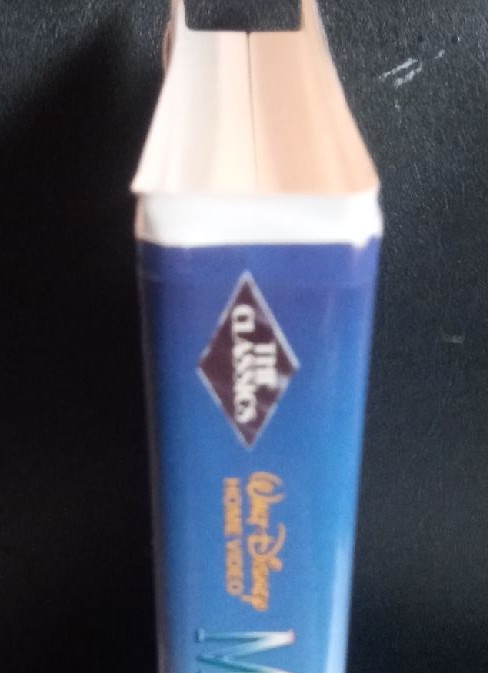 THE
CLASSICS
Walt Disney
HOME VIDEO
M